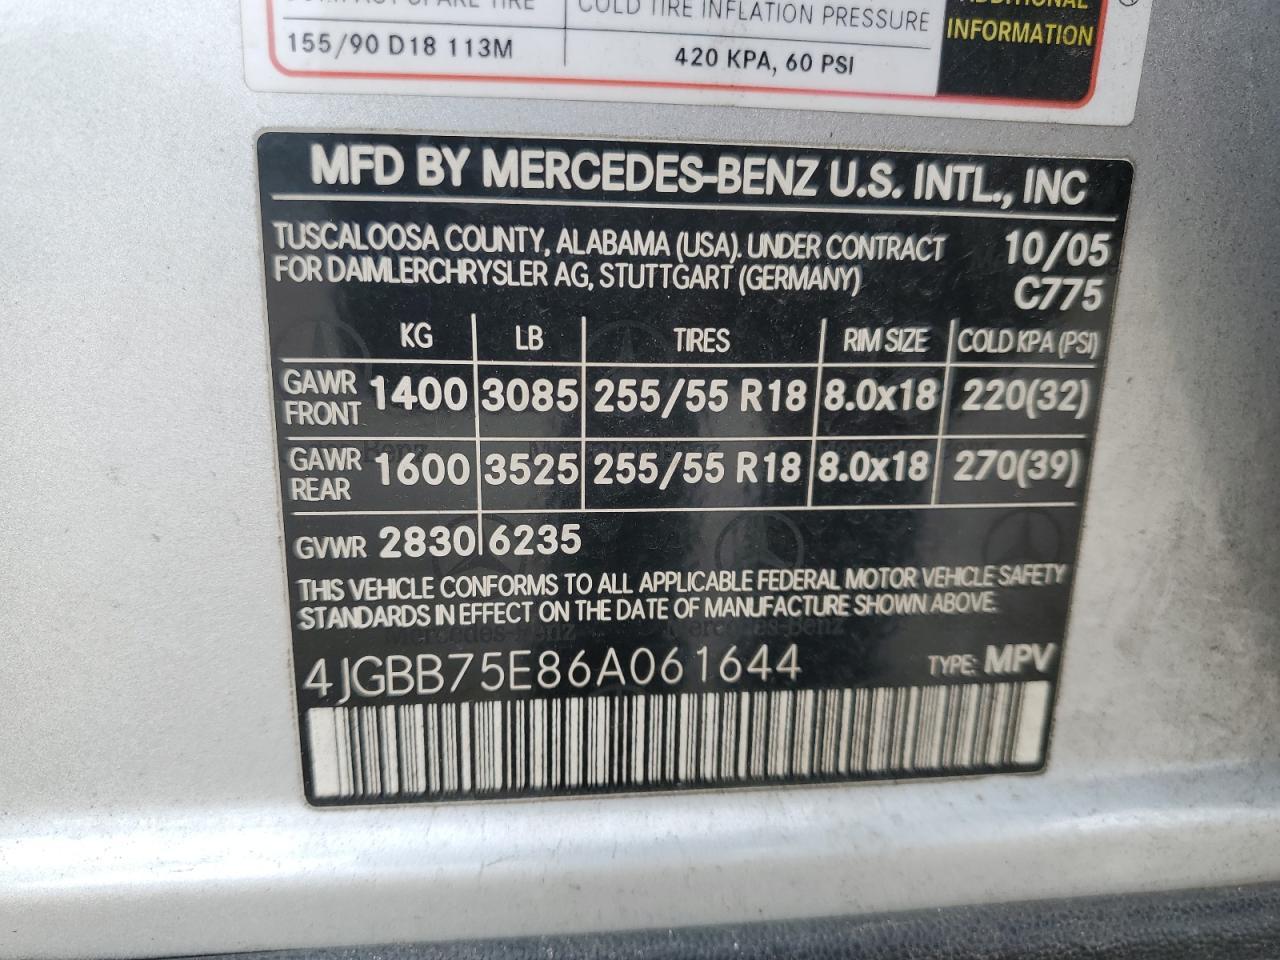 COMPACT SPARE TIRE COLD TIRE INFLATION PRESSURE ADDITIONAL
155/90 D18 113M 420 KPA, 60 PSI INFORMATION
MFD BY MERCEDES-BENZ U.S. INTL., INC
TUSCALOOSA COUNTY, ALABAMA (USA). UNDER CONTRACT 10/05
FOR DAIMLERCHRYSLER AG, STUTTGART (GERMANY) C775
KG LB TIRES RIM SIZE COLD KPA (PSI)
GAWR FRONT 1400 3085 255/55 R18 8.0x18 220(32)
GAWR REAR 1600 3525 255/55 R18 8.0x18 270(39)
GVWR 2830 6235
THIS VEHICLE CONFORMS TO ALL APPLICABLE FEDERAL MOTOR VEHICLE SAFETY
STANDARDS IN EFFECT ON THE DATE OF MANUFACTURE SHOWN ABOVE.
4JGBB75E86A061644 TYPE: MPV